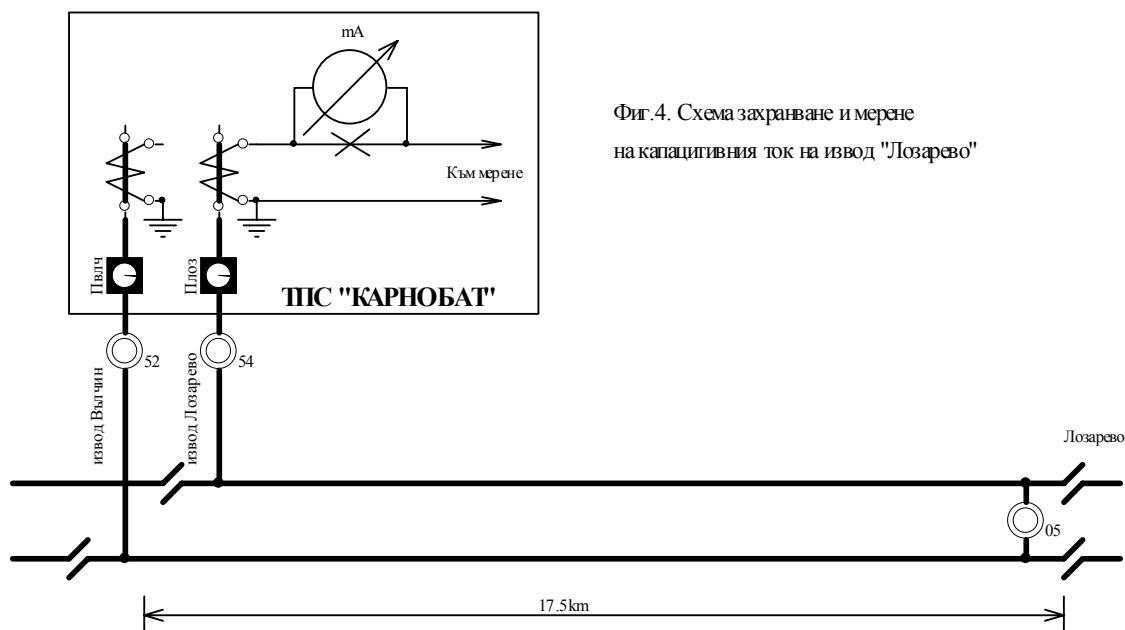 mA
Фиг.4. Схема захранване и мерене
на капацитивния ток на извод "Лозарево"
Към мерене
Пвлч
Плоз
ТПС "КАРНОБАТ"
52
54
извод Вълчин
извод Лозарево
Лозарево
05
17.5km